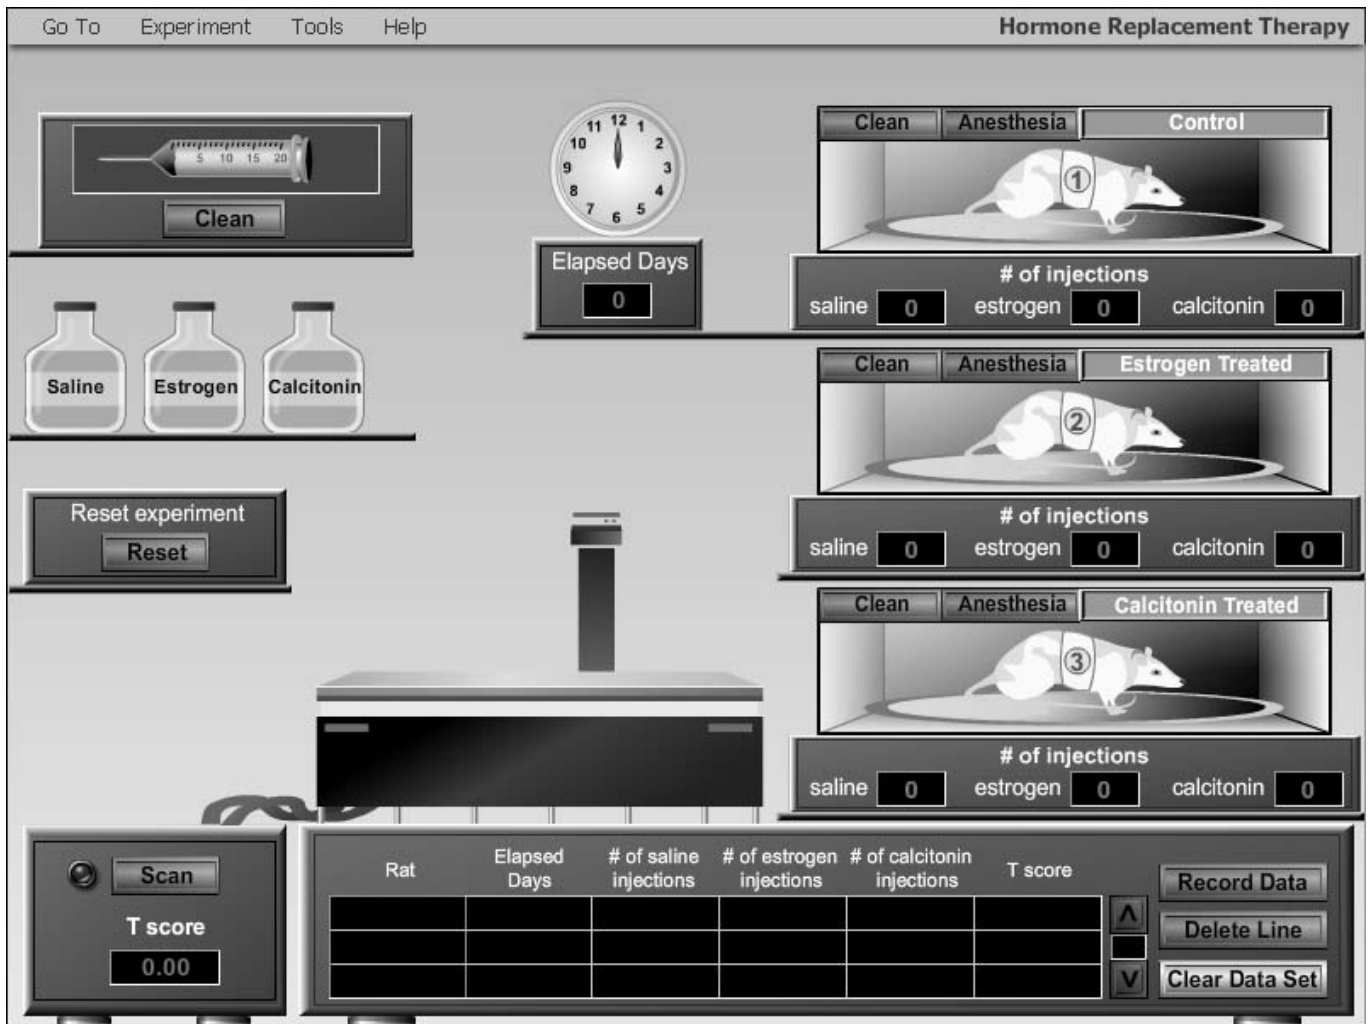 Go To Experiment Tools Help Hormone Replacement Therapy
5 10 15 20
Clean
12 1 2 3 4 5 6 7 8 9 10 11
Elapsed Days
0
Saline Estrogen Calcitonin
Reset experiment
Reset
Clean Anesthesia Control
1
# of injections
saline 0 estrogen 0 calcitonin 0
Clean Anesthesia Estrogen Treated
2
# of injections
saline 0 estrogen 0 calcitonin 0
Clean Anesthesia Calcitonin Treated
3
# of injections
saline 0 estrogen 0 calcitonin 0
Scan
T score
0.00
Rat Elapsed Days # of saline injections # of estrogen injections # of calcitonin injections T score
Record Data
Delete Line
Clear Data Set